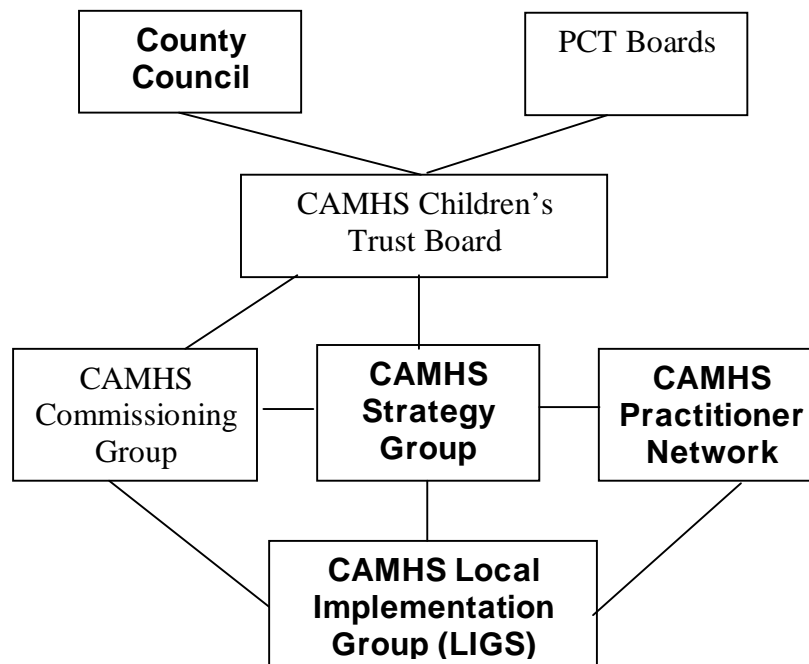 County
Council
PCT Boards
CAMHS Children’s
Trust Board
CAMHS
Commissioning
Group
CAMHS
Strategy
Group
CAMHS
Practitioner
Network
CAMHS Local
Implementation
Group (LIGS)